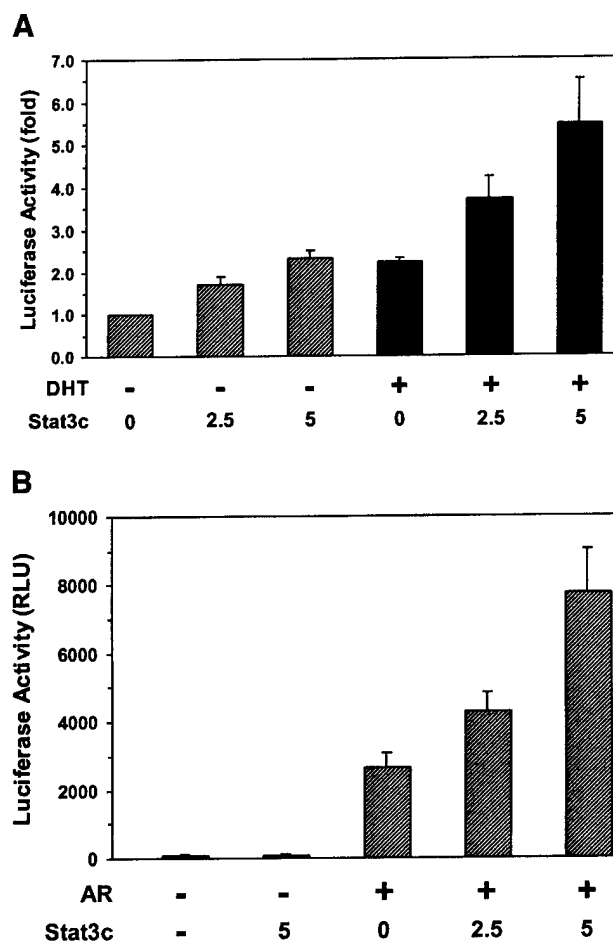 A
Luciferase Activity (fold)
7.0
6.0
5.0
4.0
3.0
2.0
1.0
0.0
DHT - - - + + +
Stat3c 0 2.5 5 0 2.5 5
B
Luciferase Activity (RLU)
10000
8000
6000
4000
2000
0
AR - - + + +
Stat3c - 5 0 2.5 5